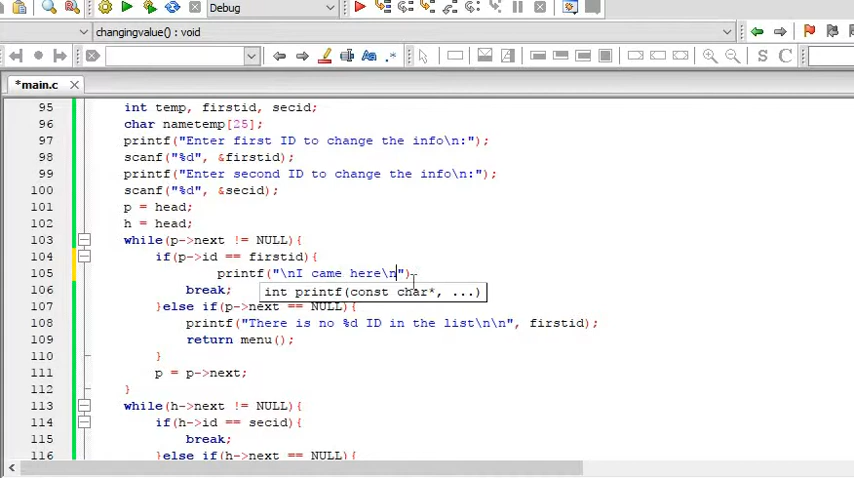 Debug
changingvalue() : void
Aa .*
S C
*main.c
95 int temp, firstid, secid;
96 char nametemp[25];
97 printf("Enter first ID to change the info\n:");
98 scanf("%d", &firstid);
99 printf("Enter second ID to change the info\n:");
100 scanf("%d", &secid);
101 p = head;
102 h = head;
103 while(p->next != NULL){
104 if(p->id == firstid){
105 printf("\nI came here\n")
106 break;
int printf(const char*, ...)
107 }else if(p->next == NULL){
108 printf("There is no %d ID in the list\n\n", firstid);
109 return menu();
110 }
111 p = p->next;
112 }
113 while(h->next != NULL){
114 if(h->id == secid){
115 break;
116 }else if(h->next == NULL){